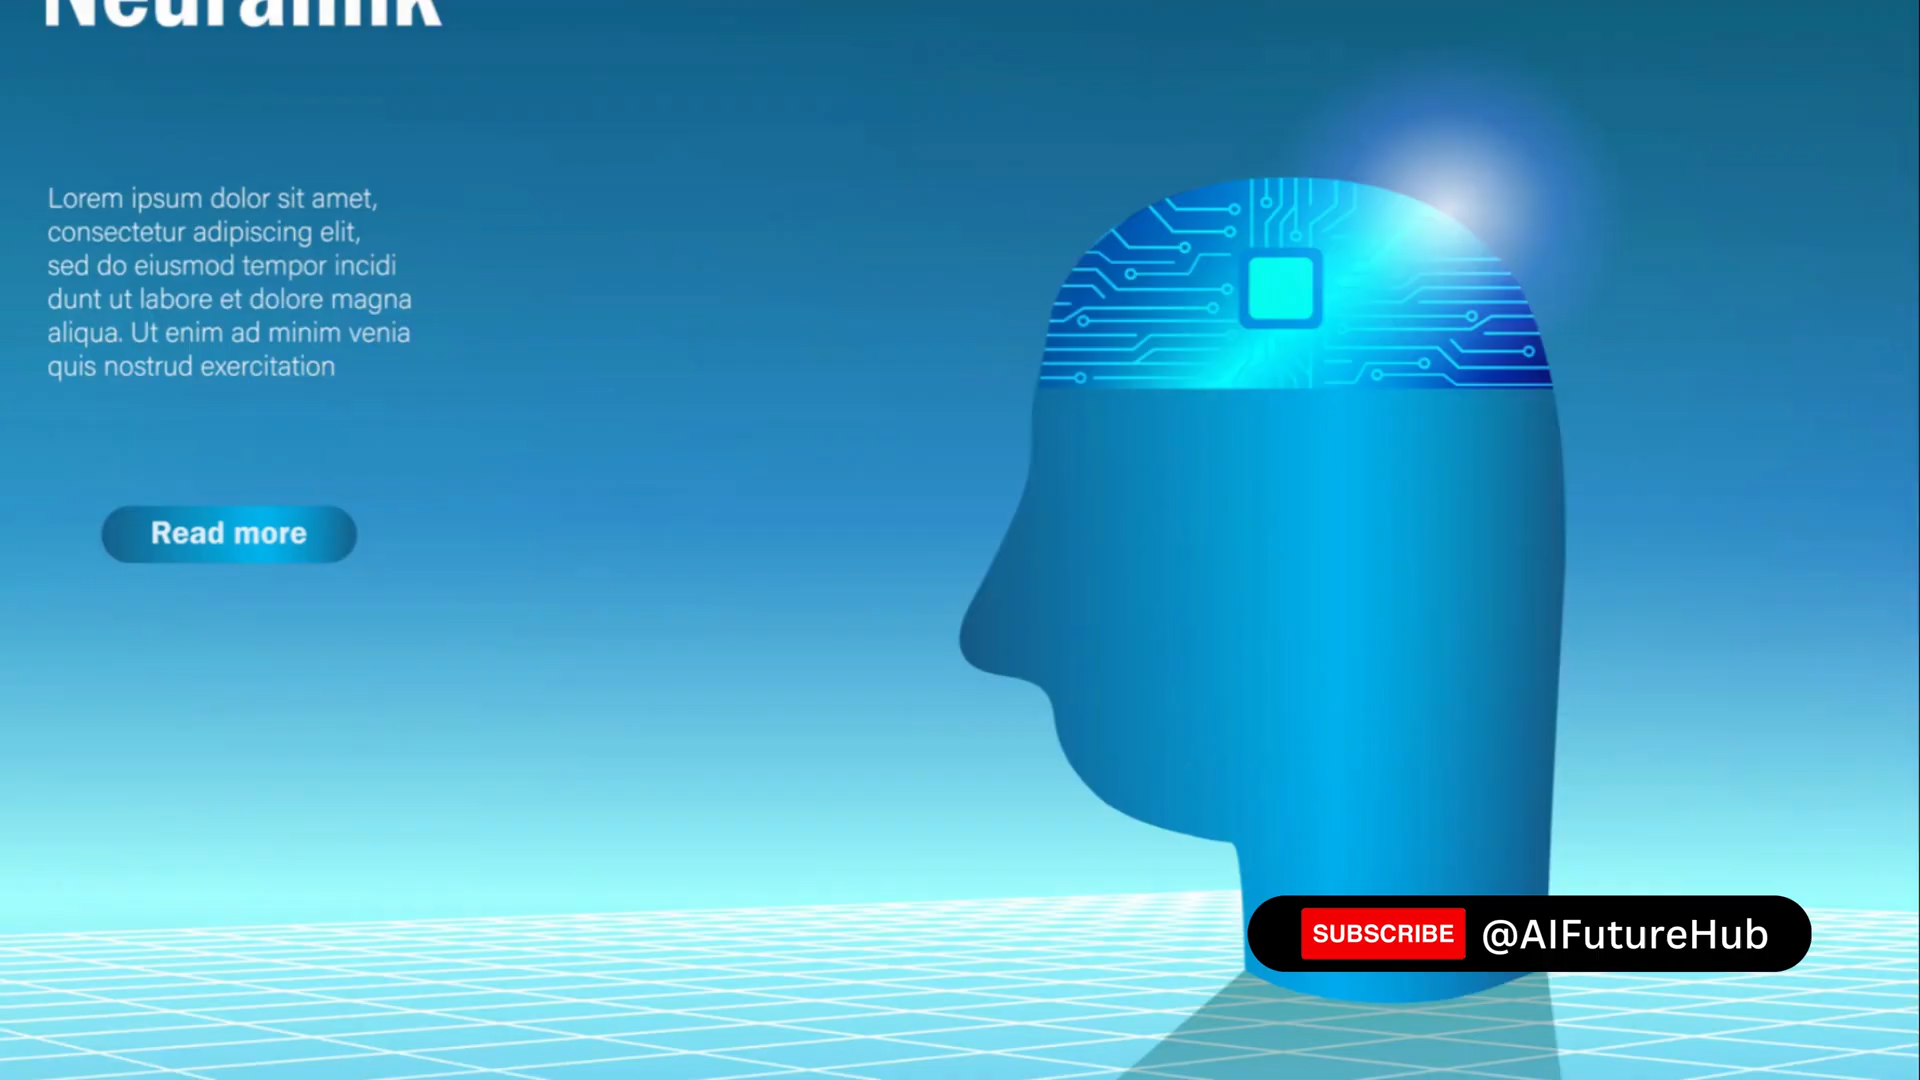 Neuralink
Lorem ipsum dolor sit amet,
consectetur adipiscing elit,
sed do eiusmod tempor incidi
dunt ut labore et dolore magna
aliqua. Ut enim ad minim venia
quis nostrud exercitation
Read more
SUBSCRIBE @AIFutureHub